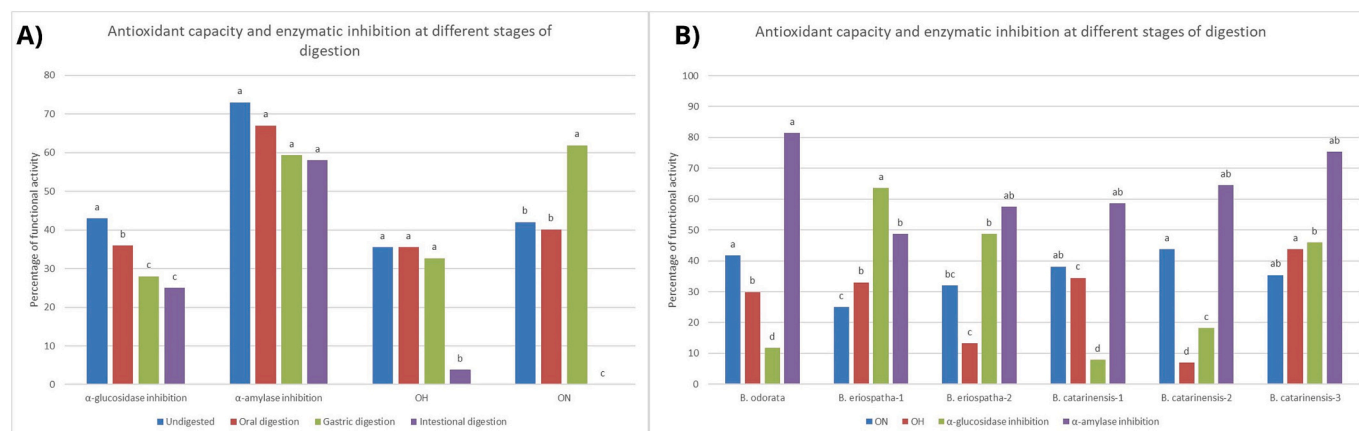 A)
Antioxidant capacity and enzymatic inhibition at different stages of
digestion
Percentage of functional activity
80
70
60
50
40
30
20
10
0
a
b
c
c
a
a
a
a
a
a
a
b
b
b
a
c
α-glucosidase inhibition
α-amylase inhibition
OH
ON
Undigested
Oral digestion
Gastric digestion
Intestional digestion
B)
Antioxidant capacity and enzymatic inhibition at different stages of digestion
Percentage of functional activity
100
90
80
70
60
50
40
30
20
10
0
a
b
d
a
c
b
a
b
bc
c
b
ab
ab
c
d
ab
a
d
c
ab
ab
a
b
ab
B. odorata
B. eriospatha-1
B. eriospatha-2
B. catarinensis-1
B. catarinensis-2
B. catarinensis-3
ON
OH
α-glucosidase inhibition
α-amylase inhibition